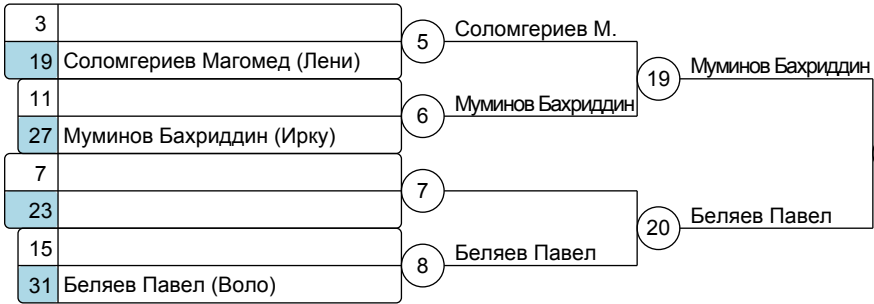 3
19 Соломгериев Магомед (Лени)
11
27 Муминов Бахриддин (Ирку)
7
23
15
31 Беляев Павел (Воло)
5 Соломгериев М.
6 Муминов Бахриддин
7
8 Беляев Павел
19 Муминов Бахриддин
20 Беляев Павел